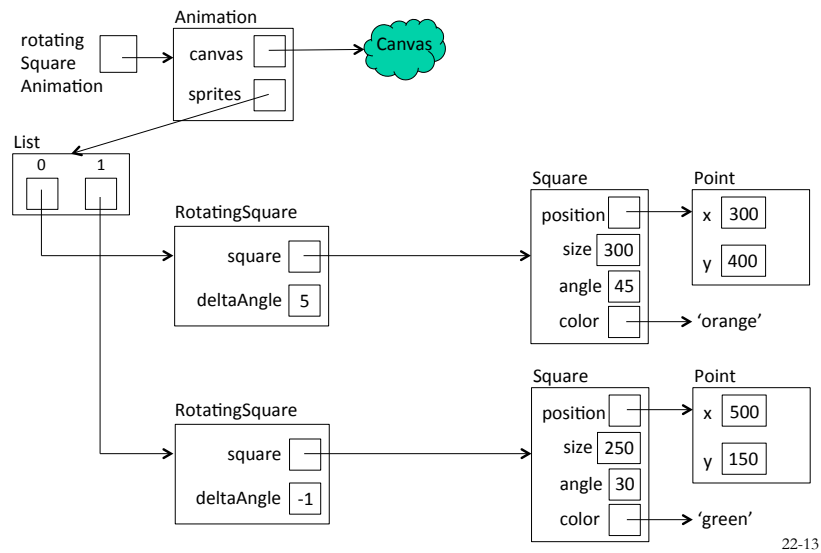 Animation
rotating
Square
Animation
canvas
Canvas
sprites
List
0 1
RotatingSquare
square
deltaAngle 5
Square
position
size 300
angle 45
color
'orange'
Point
x 300
y 400
RotatingSquare
square
deltaAngle -1
Square
position
size 250
angle 30
color
'green'
Point
x 500
y 150
22-13